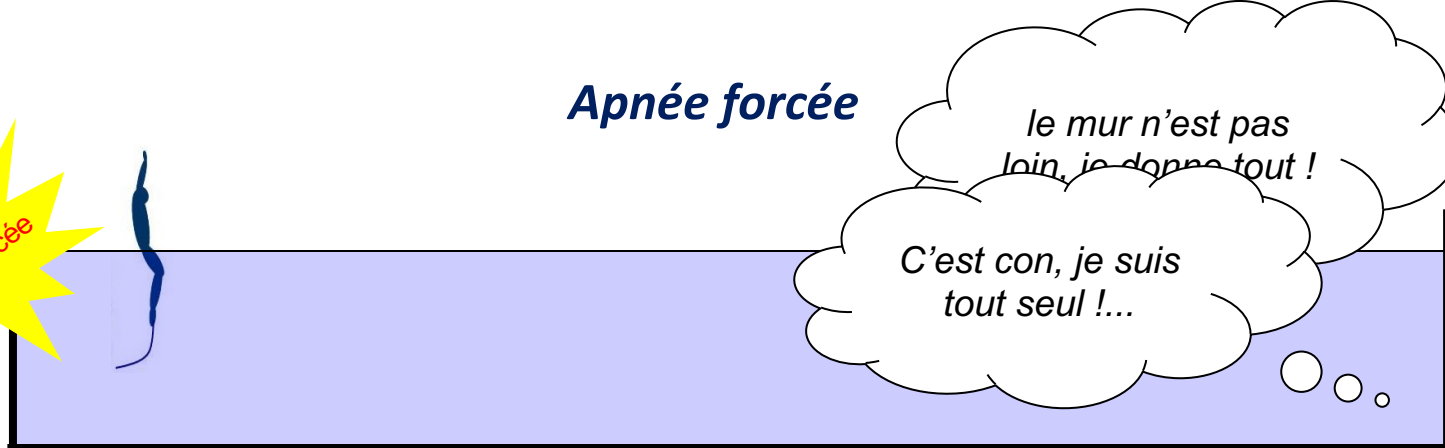 Apnée forcée
le mur n'est pas
loin, je donne tout !
C'est con, je suis
tout seul !...